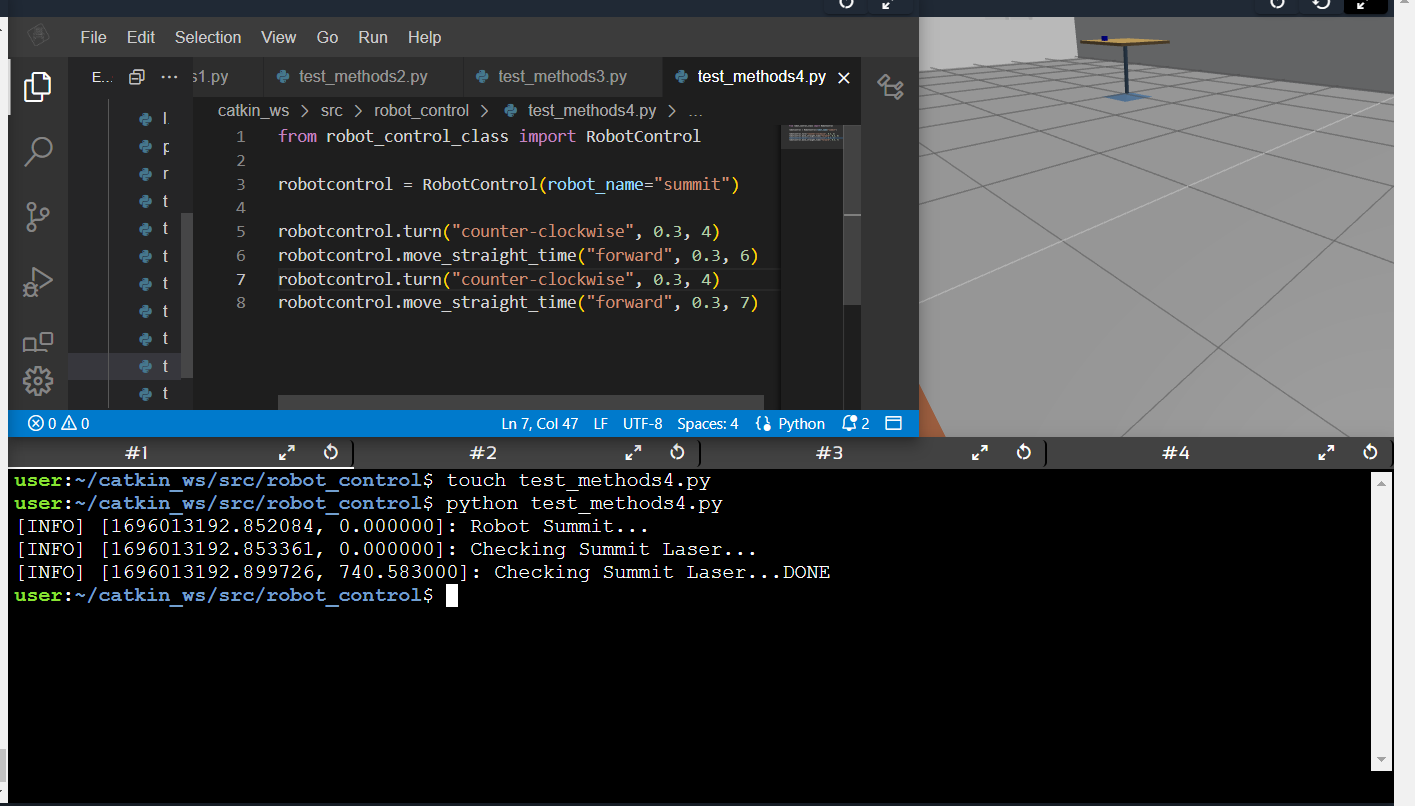 File Edit Selection View Go Run Help
E... ··· s1.py test_methods2.py test_methods3.py test_methods4.py
catkin_ws > src > robot_control > test_methods4.py > ...
l
p
r
t
t
t
t
t
t
t
t
1 from robot_control_class import RobotControl
2
3 robotcontrol = RobotControl(robot_name="summit")
4
5 robotcontrol.turn("counter-clockwise", 0.3, 4)
6 robotcontrol.move_straight_time("forward", 0.3, 6)
7 robotcontrol.turn("counter-clockwise", 0.3, 4)
8 robotcontrol.move_straight_time("forward", 0.3, 7)
0 0 Ln 7, Col 47 LF UTF-8 Spaces: 4 Python 2
#1 #2 #3 #4
user:~/catkin_ws/src/robot_control$ touch test_methods4.py
user:~/catkin_ws/src/robot_control$ python test_methods4.py
[INFO] [1696013192.852084, 0.000000]: Robot Summit...
[INFO] [1696013192.853361, 0.000000]: Checking Summit Laser...
[INFO] [1696013192.899726, 740.583000]: Checking Summit Laser...DONE
user:~/catkin_ws/src/robot_control$